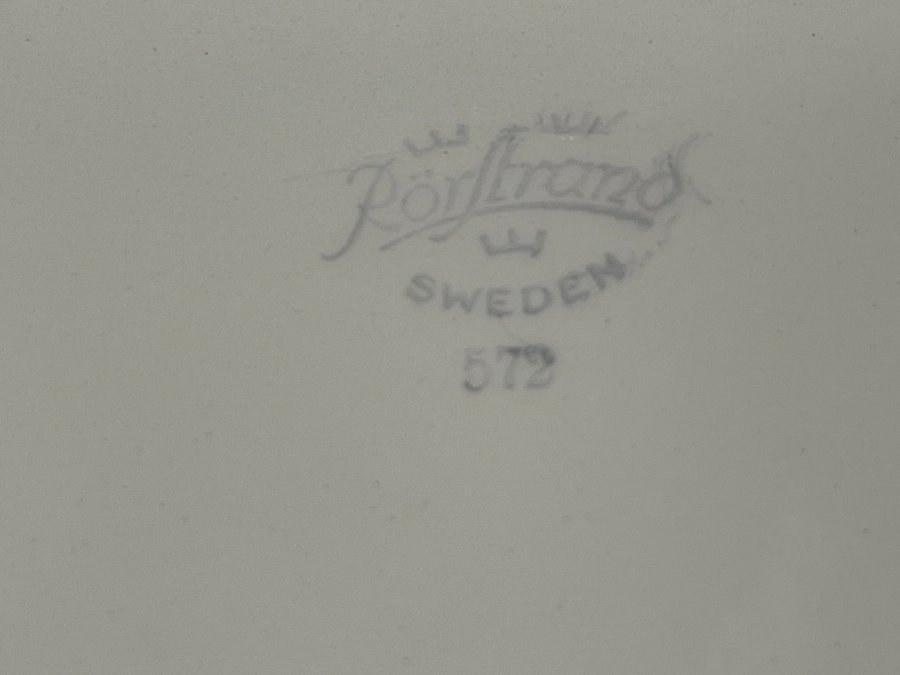 Rörstrand
SWEDEN
572